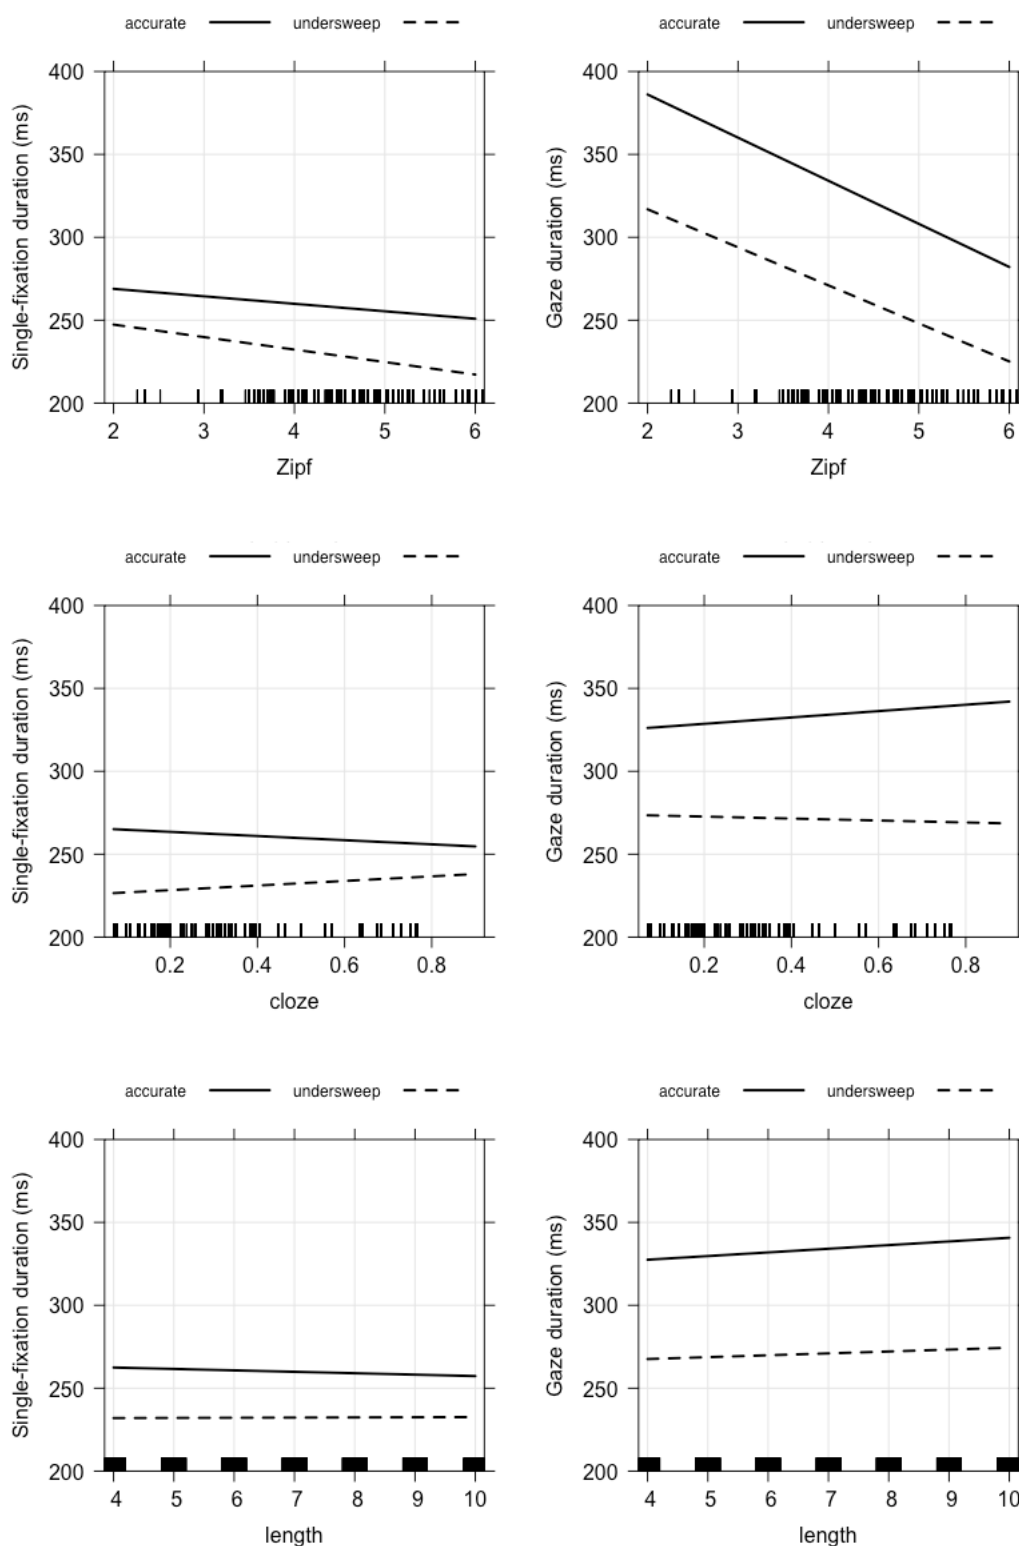 accurate undersweep
400
350
300
250
200
Single-fixation duration (ms)
2 3 4 5 6
Zipf
accurate undersweep
400
350
300
250
200
Gaze duration (ms)
2 3 4 5 6
Zipf
accurate undersweep
400
350
300
250
200
Single-fixation duration (ms)
0.2 0.4 0.6 0.8
cloze
accurate undersweep
400
350
300
250
200
Gaze duration (ms)
0.2 0.4 0.6 0.8
cloze
accurate undersweep
400
350
300
250
200
Single-fixation duration (ms)
4 5 6 7 8 9 10
length
accurate undersweep
400
350
300
250
200
Gaze duration (ms)
4 5 6 7 8 9 10
length